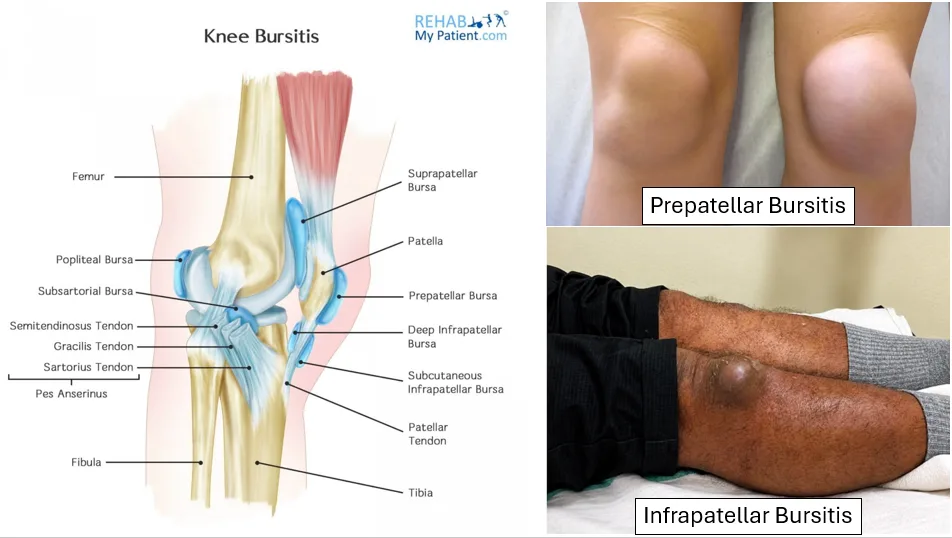 Knee Bursitis
REHAB
My Patient.com
©
Femur
Popliteal Bursa
Subsartorial Bursa
Semitendinosus Tendon
Gracilis Tendon
Sartorius Tendon
Pes Anserinus
Fibula
Suprapatellar
Bursa
Patella
Prepatellar Bursa
Deep Infrapatellar
Bursa
Subcutaneous
Infrapatellar Bursa
Patellar
Tendon
Tibia
Prepatellar Bursitis
Infrapatellar Bursitis